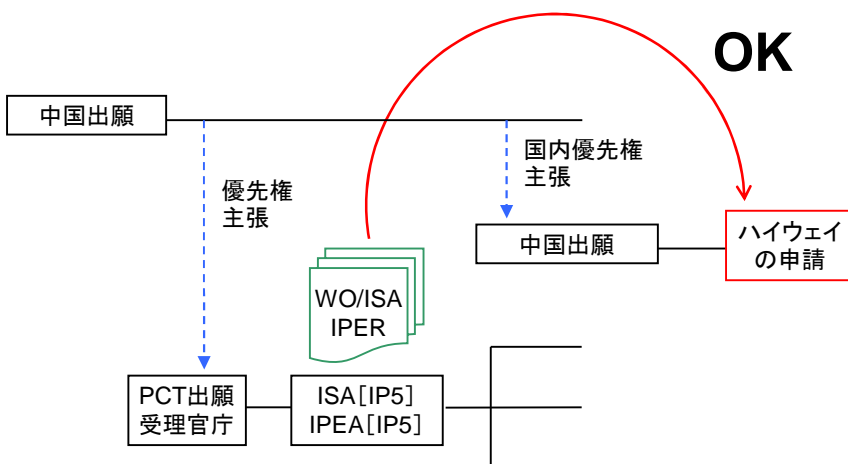 OK
中国出願
国内優先権
主張
優先権
主張
中国出願
ハイウェイ
の申請
WO/ISA
IPER
PCT出願
受理官庁
ISA[IP5]
IPEA[IP5]